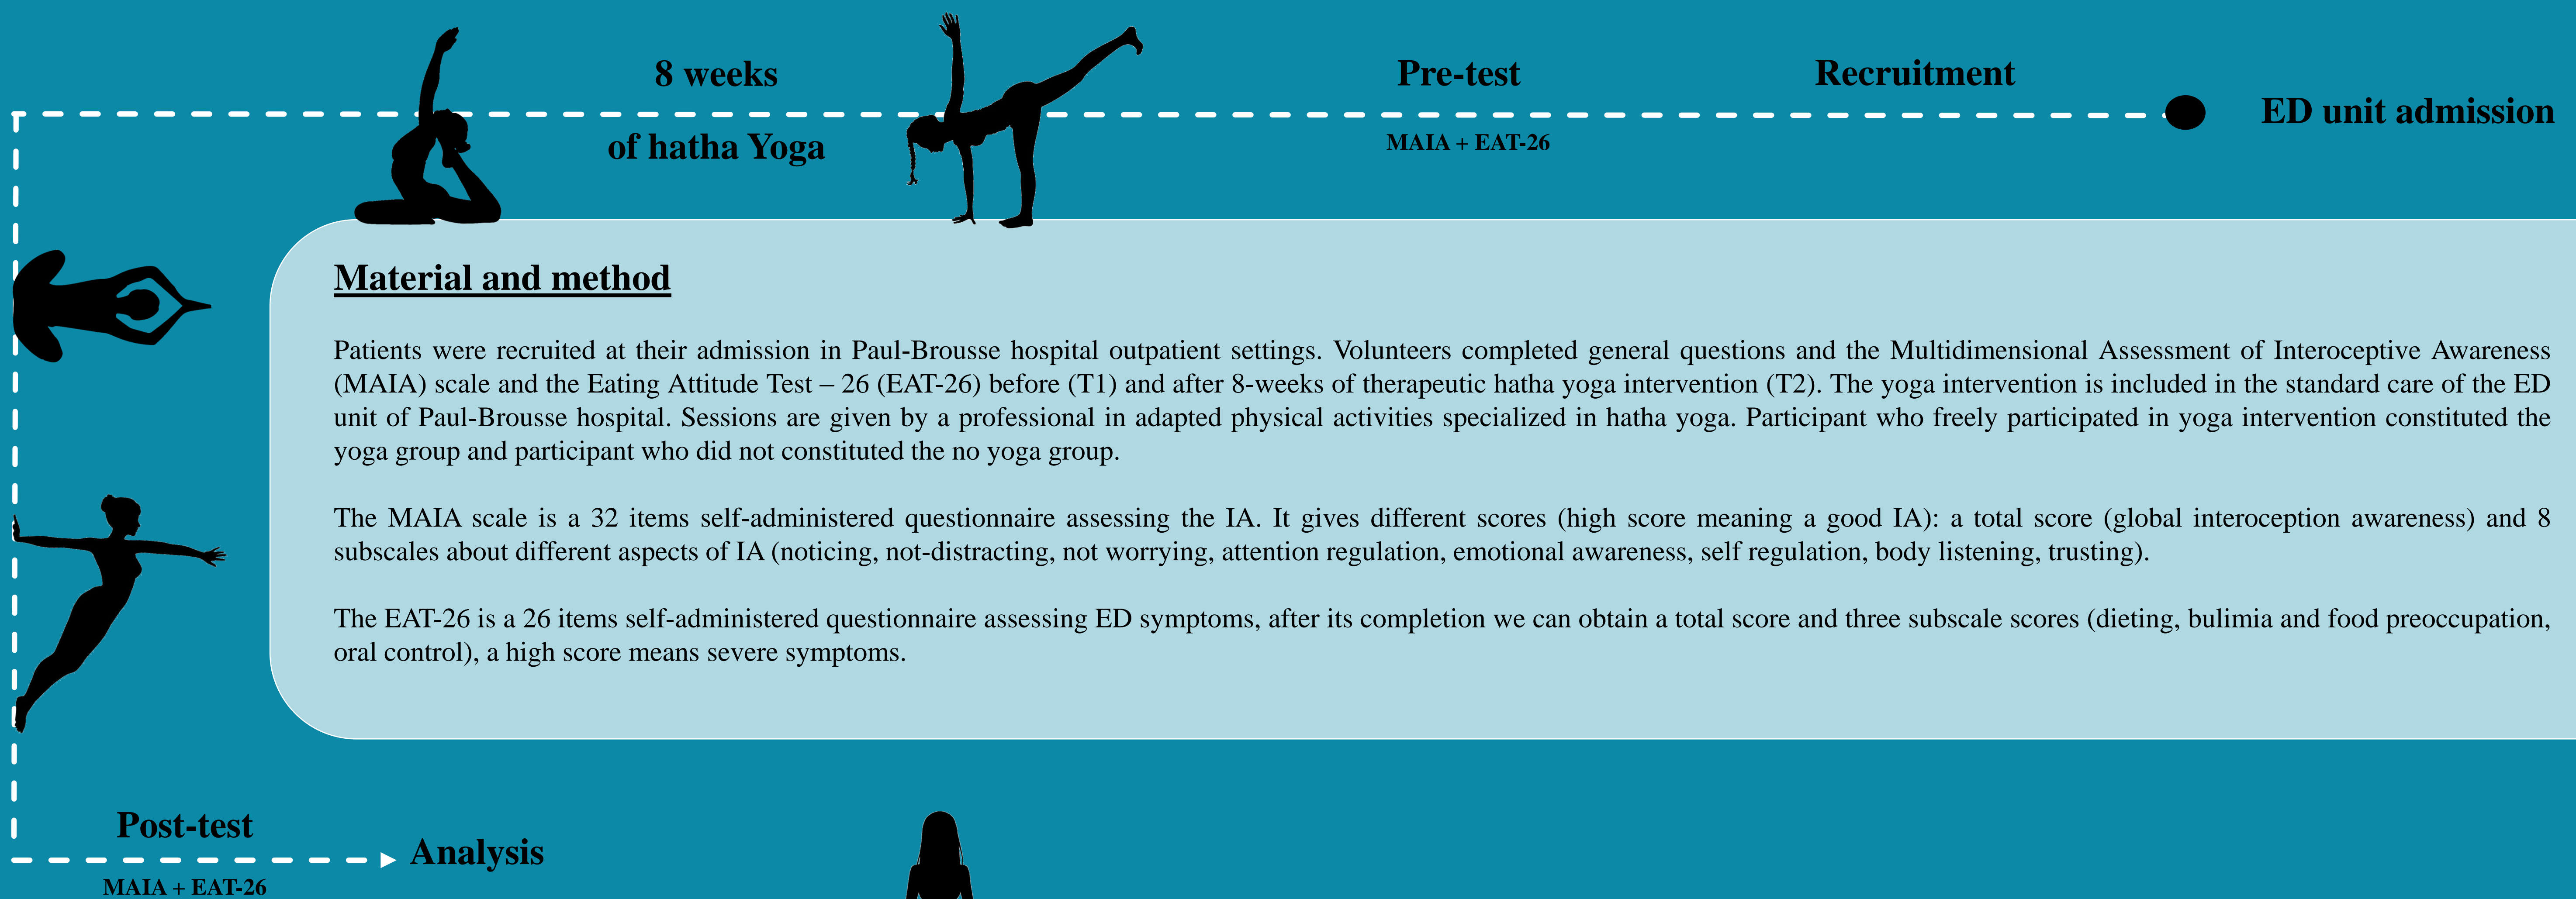 8 weeks
of hatha Yoga
Pre-test
MAIA + EAT-26
Recruitment
ED unit admission
Material and method
Patients were recruited at their admission in Paul-Brousse hospital outpatient settings. Volunteers completed general questions and the Multidimensional Assessment of Interoceptive Awareness
(MAIA) scale and the Eating Attitude Test – 26 (EAT-26) before (T1) and after 8-weeks of therapeutic hatha yoga intervention (T2). The yoga intervention is included in the standard care of the ED
unit of Paul-Brousse hospital. Sessions are given by a professional in adapted physical activities specialized in hatha yoga. Participant who freely participated in yoga intervention constituted the
yoga group and participant who did not constituted the no yoga group.
The MAIA scale is a 32 items self-administered questionnaire assessing the IA. It gives different scores (high score meaning a good IA): a total score (global interoception awareness) and 8
subscales about different aspects of IA (noticing, not-distracting, not worrying, attention regulation, emotional awareness, self regulation, body listening, trusting).
The EAT-26 is a 26 items self-administered questionnaire assessing ED symptoms, after its completion we can obtain a total score and three subscale scores (dieting, bulimia and food preoccupation,
oral control), a high score means severe symptoms.
Post-test
MAIA + EAT-26
Analysis